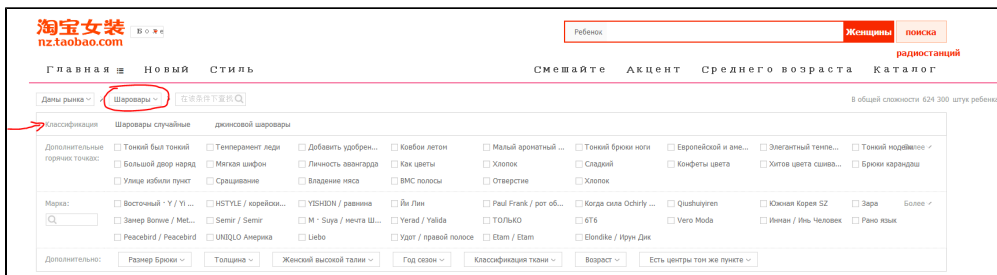 淘宝女装 Боже
nz.taobao.com
Ребенок Женщины поиска
радиостанций
Главная Новый Стиль Смешайте Акцент Среднего возраста Каталог
Дамы рынка Шаровары 在该条件下查找 В общей сложности 624 300 штук ребенка
Классификация Шаровары случайные джинсовой шаровары
Дополнительные Тонкий был тонкий Темперамент леди Добавить удобрен... Ковбои летом Малый ароматный ... Тонкий брюки ноги Европейской и аме... Элегантный темпе... Тонкий
горячих точках: Большой двор наряд Мягкая шифон Личность авангарда Как цветы Хлопок Сладкий Конфеты цвета Хитов цвета сшива... Брюки карандаш
Улице избили пункт Сращивание Владение мяса ВМС полосы Отверстие Хлопок
Марка: Восточный · Y / Yi ... HSTYLE / корейски... YISHION / равнина Йи Лин Paul Frank / рот об... Когда сила Ochirly ... Qiushuiyiren Южная Корея SZ Зара Более
Замер Bonwe / Met... Semir / Semir М · Suya / мечта Ш... Yerad / Yalida ТОЛЬКО 6Т6 Vero Moda Инман / Инь Человек Рано язык
Peacebird / Peacebird UNIQLO Америка Liebo Удот / правой полосе Etam / Etam Elondike / Ирун Дик
Дополнительно: Размер Брюки Толщина Женский высокой талии Год сезон Классификация ткани Возраст Есть центры том же пункте